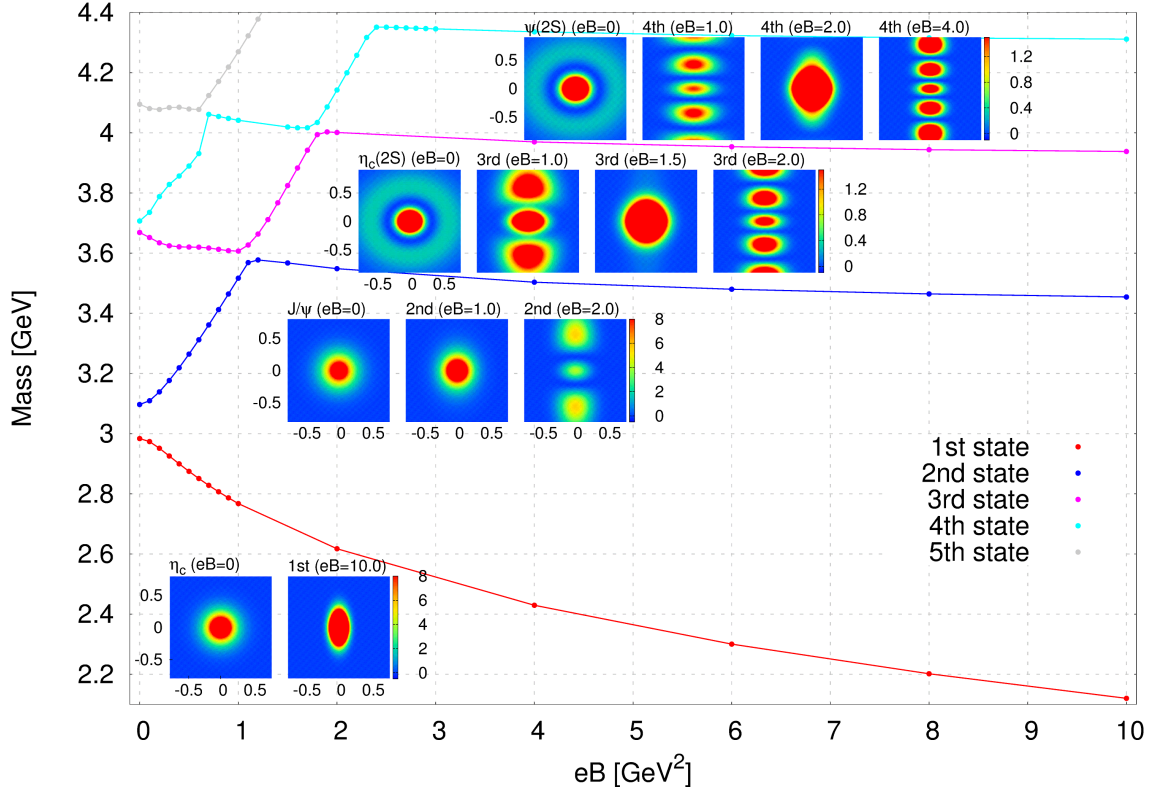 4.4
4.2
4
3.8
3.6
3.4
3.2
3
2.8
2.6
2.4
2.2
Mass [GeV]
ψ(2S) (eB=0) 4th (eB=1.0) 4th (eB=2.0) 4th (eB=4.0)
0.5
0
-0.5
1.2
0.8
0.4
0
ηc(2S) (eB=0) 3rd (eB=1.0) 3rd (eB=1.5) 3rd (eB=2.0)
0.5
0
-0.5
-0.5 0 0.5
1.2
0.8
0.4
0
J/ψ (eB=0) 2nd (eB=1.0) 2nd (eB=2.0)
0.5
0
-0.5
-0.5 0 0.5 -0.5 0 0.5 -0.5 0 0.5
8
6
4
2
0
1st state
2nd state
3rd state
4th state
5th state
ηc (eB=0) 1st (eB=10.0)
0.5
0
-0.5
-0.5 0 0.5 -0.5 0 0.5
8
6
4
2
0
0 1 2 3 4 5 6 7 8 9 10
eB [GeV²]